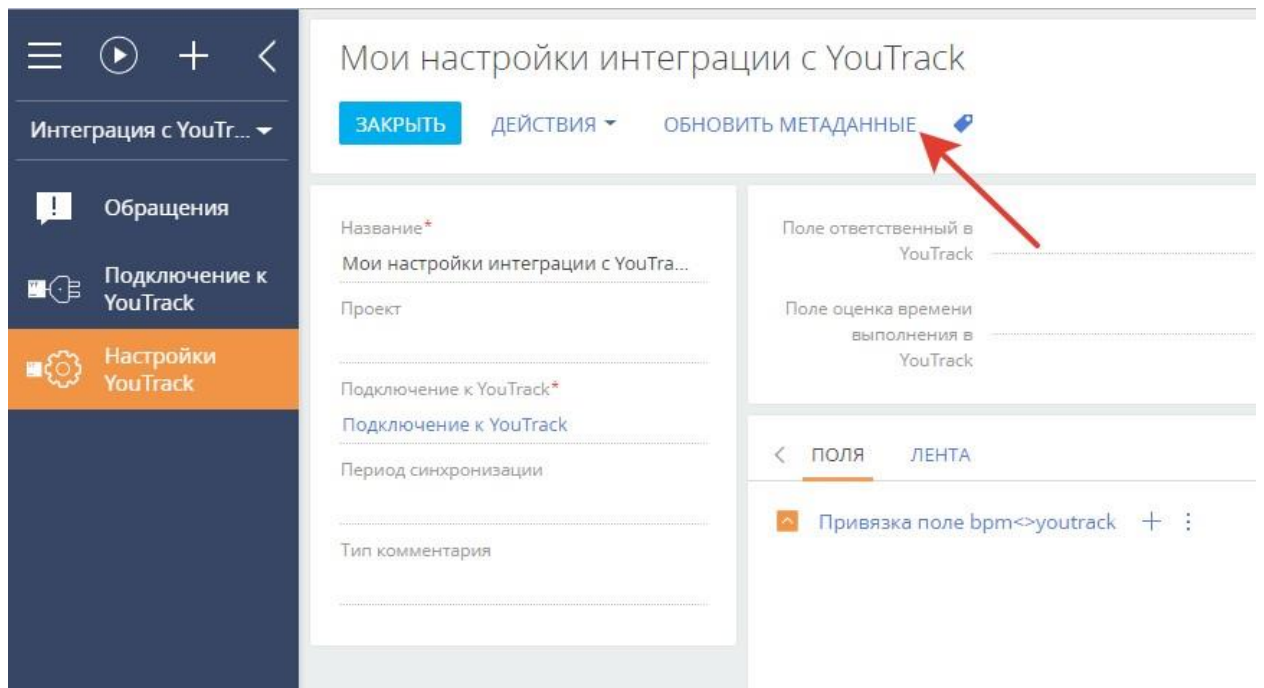 Интеграция с YouTr...
Обращения
Подключение к
YouTrack
Настройки
YouTrack
Мои настройки интеграции с YouTrack
ЗАКРЫТЬ ДЕЙСТВИЯ ОБНОВИТЬ МЕТАДАННЫЕ
Название*
Мои настройки интеграции с YouTra...
Проект
Подключение к YouTrack*
Подключение к YouTrack
Период синхронизации
Тип комментария
Поле ответственный в
YouTrack
Поле оценка времени
выполнения в
YouTrack
ПОЛЯ ЛЕНТА
Привязка поле bpm<>youtrack